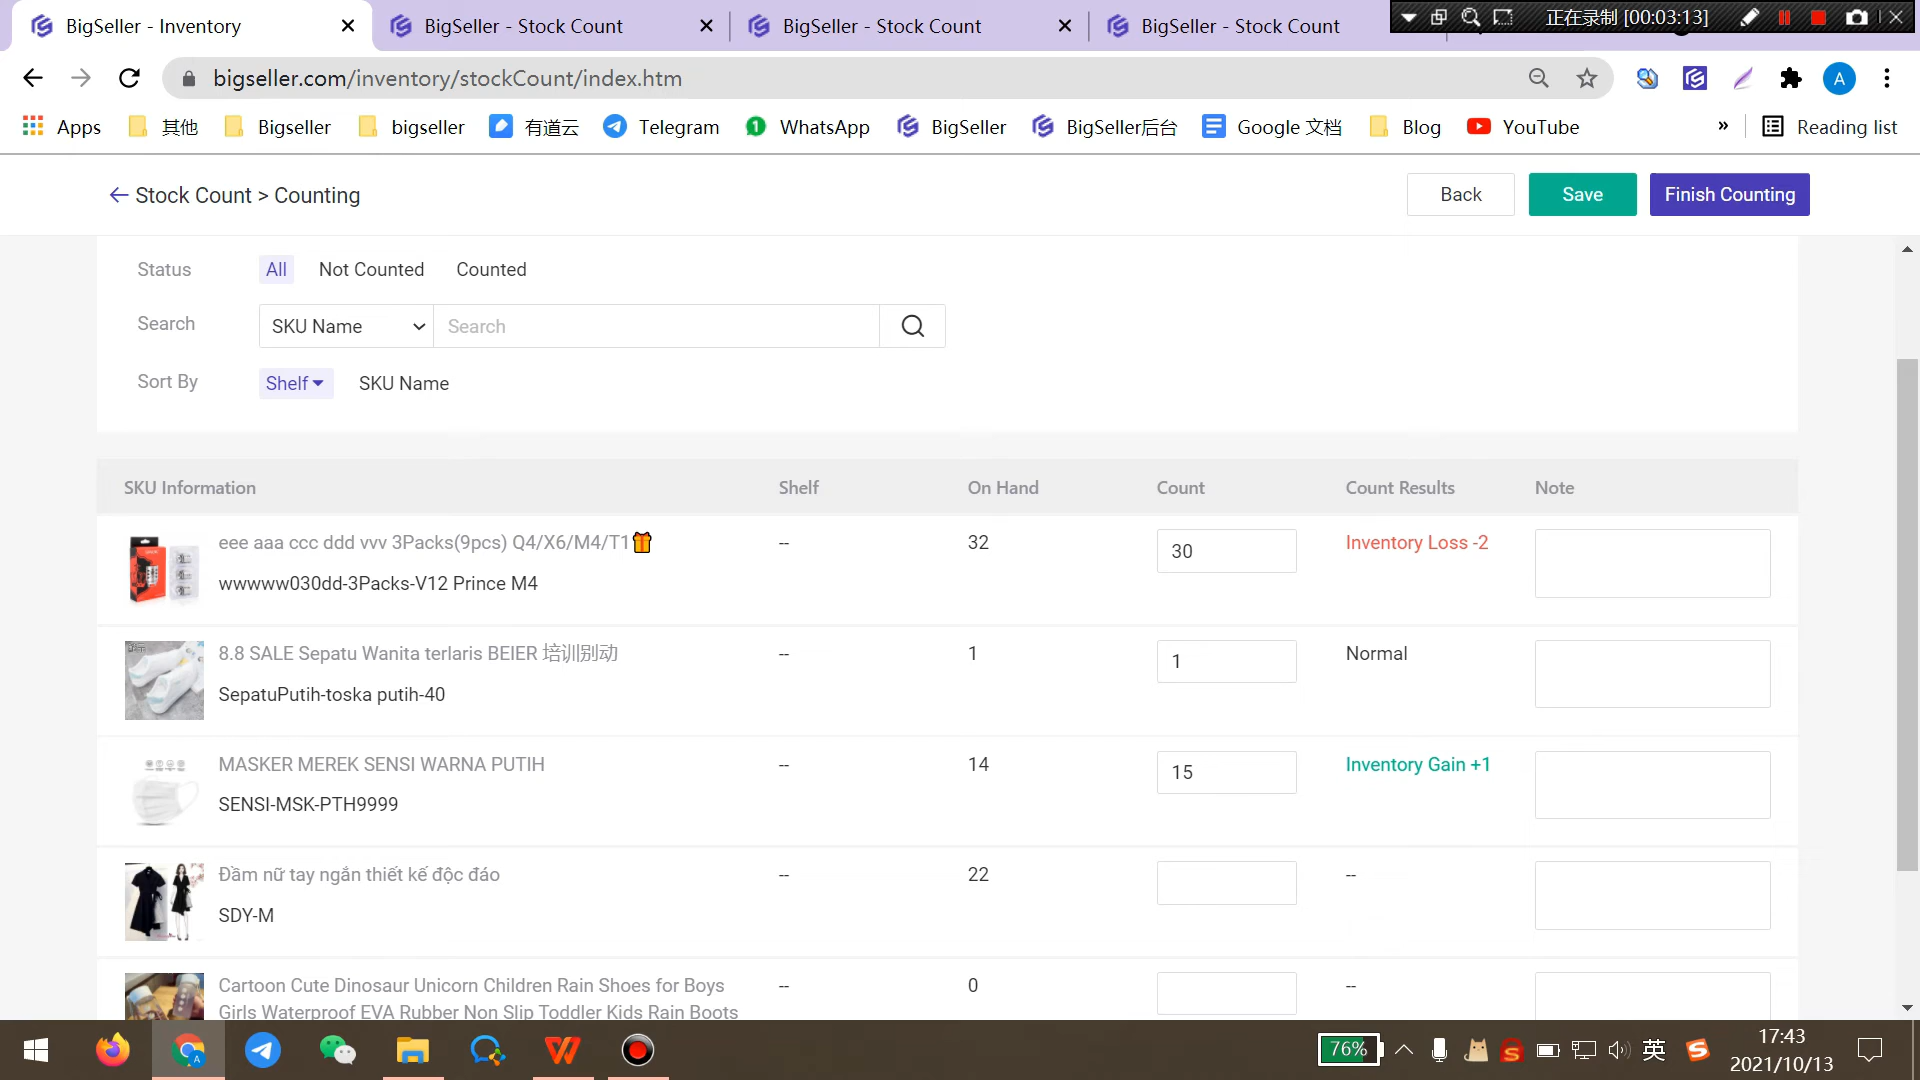 BigSeller - Inventory
BigSeller - Stock Count
BigSeller - Stock Count
BigSeller - Stock Count
正在录制 [00:03:13]
bigseller.com/inventory/stockCount/index.htm
A
Apps
其他
Bigseller
bigseller
有道云
Telegram
1
WhatsApp
BigSeller
BigSeller后台
Google 文档
Blog
YouTube
»
Reading list
Stock Count > Counting
Back
Save
Finish Counting
Status
All
Not Counted
Counted
Search
SKU Name
Search
Sort By
Shelf
SKU Name
SKU Information
Shelf
On Hand
Count
Count Results
Note
eee aaa ccc ddd vvv 3Packs(9pcs) Q4/X6/M4/T1🎁
--
32
30
Inventory Loss -2
wwwww030dd-3Packs-V12 Prince M4
8.8 SALE Sepatu Wanita terlaris BEIER 培训别动
--
1
1
Normal
SepatuPutih-toska putih-40
MASKER MEREK SENSI WARNA PUTIH
--
14
15
Inventory Gain +1
SENSI-MSK-PTH9999
Đầm nữ tay ngắn thiết kế độc đáo
--
22
--
SDY-M
Cartoon Cute Dinosaur Unicorn Children Rain Shoes for Boys
--
0
--
Girls Waterproof EVA Rubber Non Slip Toddler Kids Rain Boots
76%
英
17:43
2021/10/13